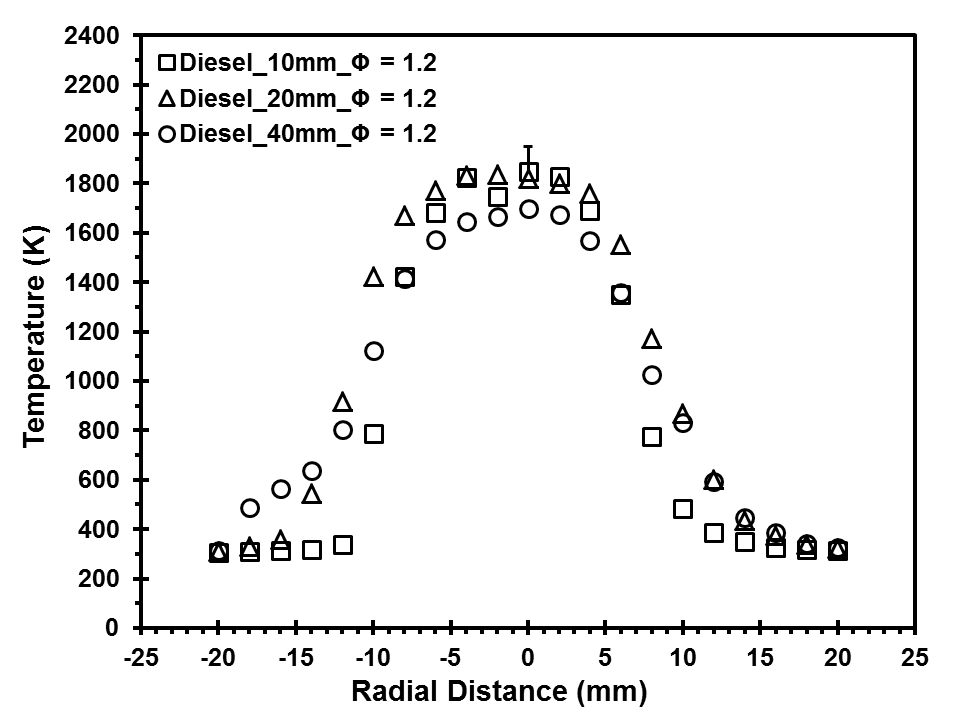 2400
2200
2000
1800
1600
1400
1200
1000
800
600
400
200
0
Temperature (K)
Diesel_10mm_Φ = 1.2
Diesel_20mm_Φ = 1.2
Diesel_40mm_Φ = 1.2
-25 -20 -15 -10 -5 0 5 10 15 20 25
Radial Distance (mm)